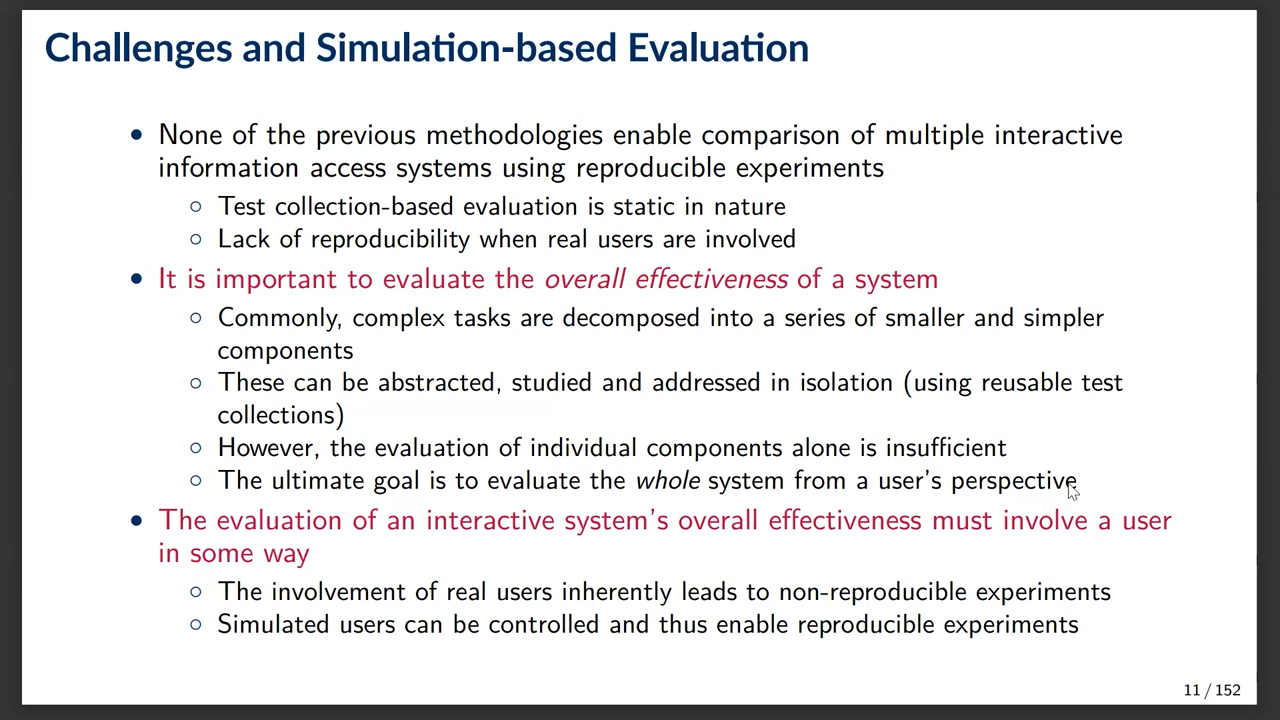 Challenges and Simulation-based Evaluation
• None of the previous methodologies enable comparison of multiple interactive
information access systems using reproducible experiments
○ Test collection-based evaluation is static in nature
○ Lack of reproducibility when real users are involved
• It is important to evaluate the overall effectiveness of a system
○ Commonly, complex tasks are decomposed into a series of smaller and simpler
components
○ These can be abstracted, studied and addressed in isolation (using reusable test
collections)
○ However, the evaluation of individual components alone is insufficient
○ The ultimate goal is to evaluate the whole system from a user's perspective
• The evaluation of an interactive system's overall effectiveness must involve a user
in some way
○ The involvement of real users inherently leads to non-reproducible experiments
○ Simulated users can be controlled and thus enable reproducible experiments
11 / 152